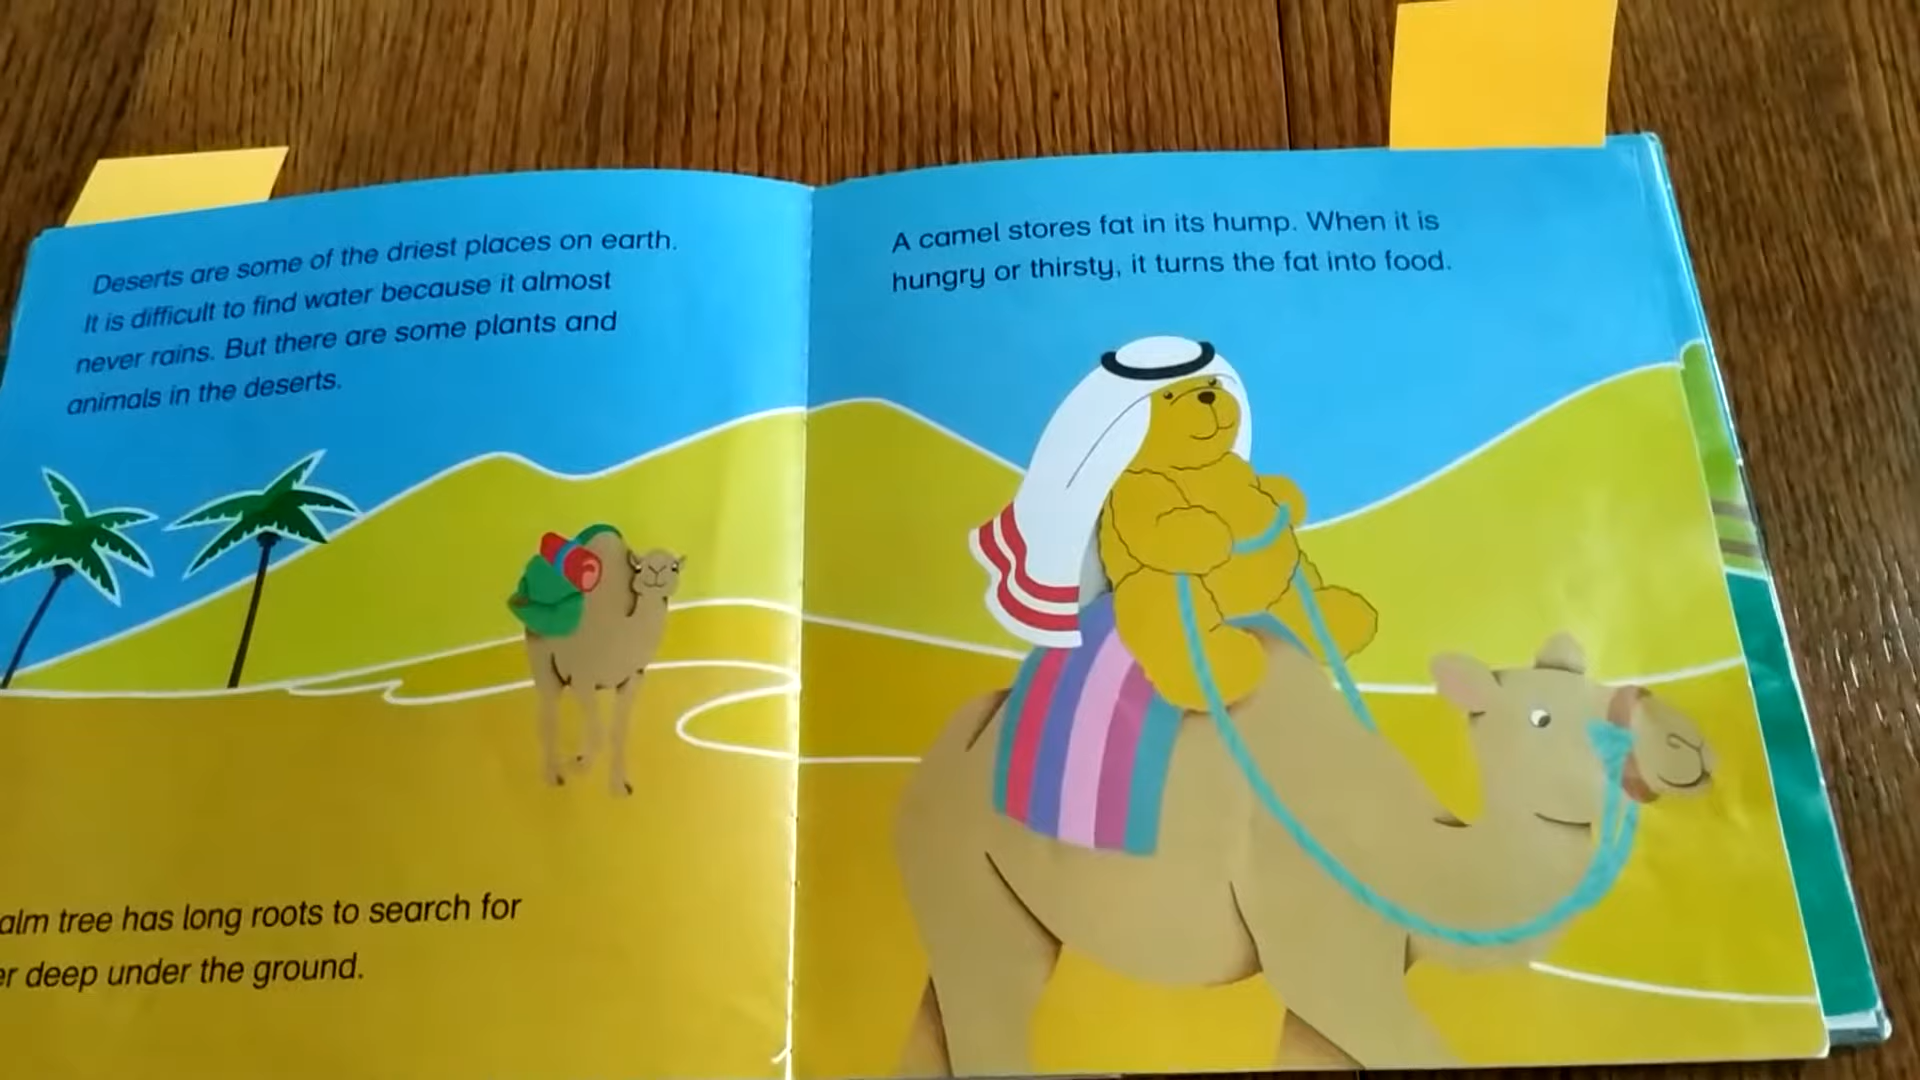 Deserts are some of the driest places on earth.
It is difficult to find water because it almost
never rains. But there are some plants and
animals in the deserts.
alm tree has long roots to search for
er deep under the ground.
A camel stores fat in its hump. When it is
hungry or thirsty, it turns the fat into food.